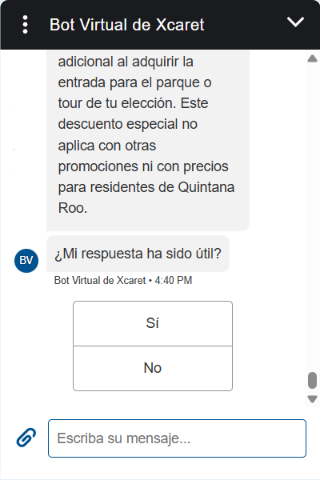 Bot Virtual de Xcaret
adicional al adquirir la
entrada para el parque o
tour de tu elección. Este
descuento especial no
aplica con otras
promociones ni con precios
para residentes de Quintana
Roo.
BV
¿Mi respuesta ha sido útil?
Bot Virtual de Xcaret • 4:40 PM
Sí
No
Escriba su mensaje...